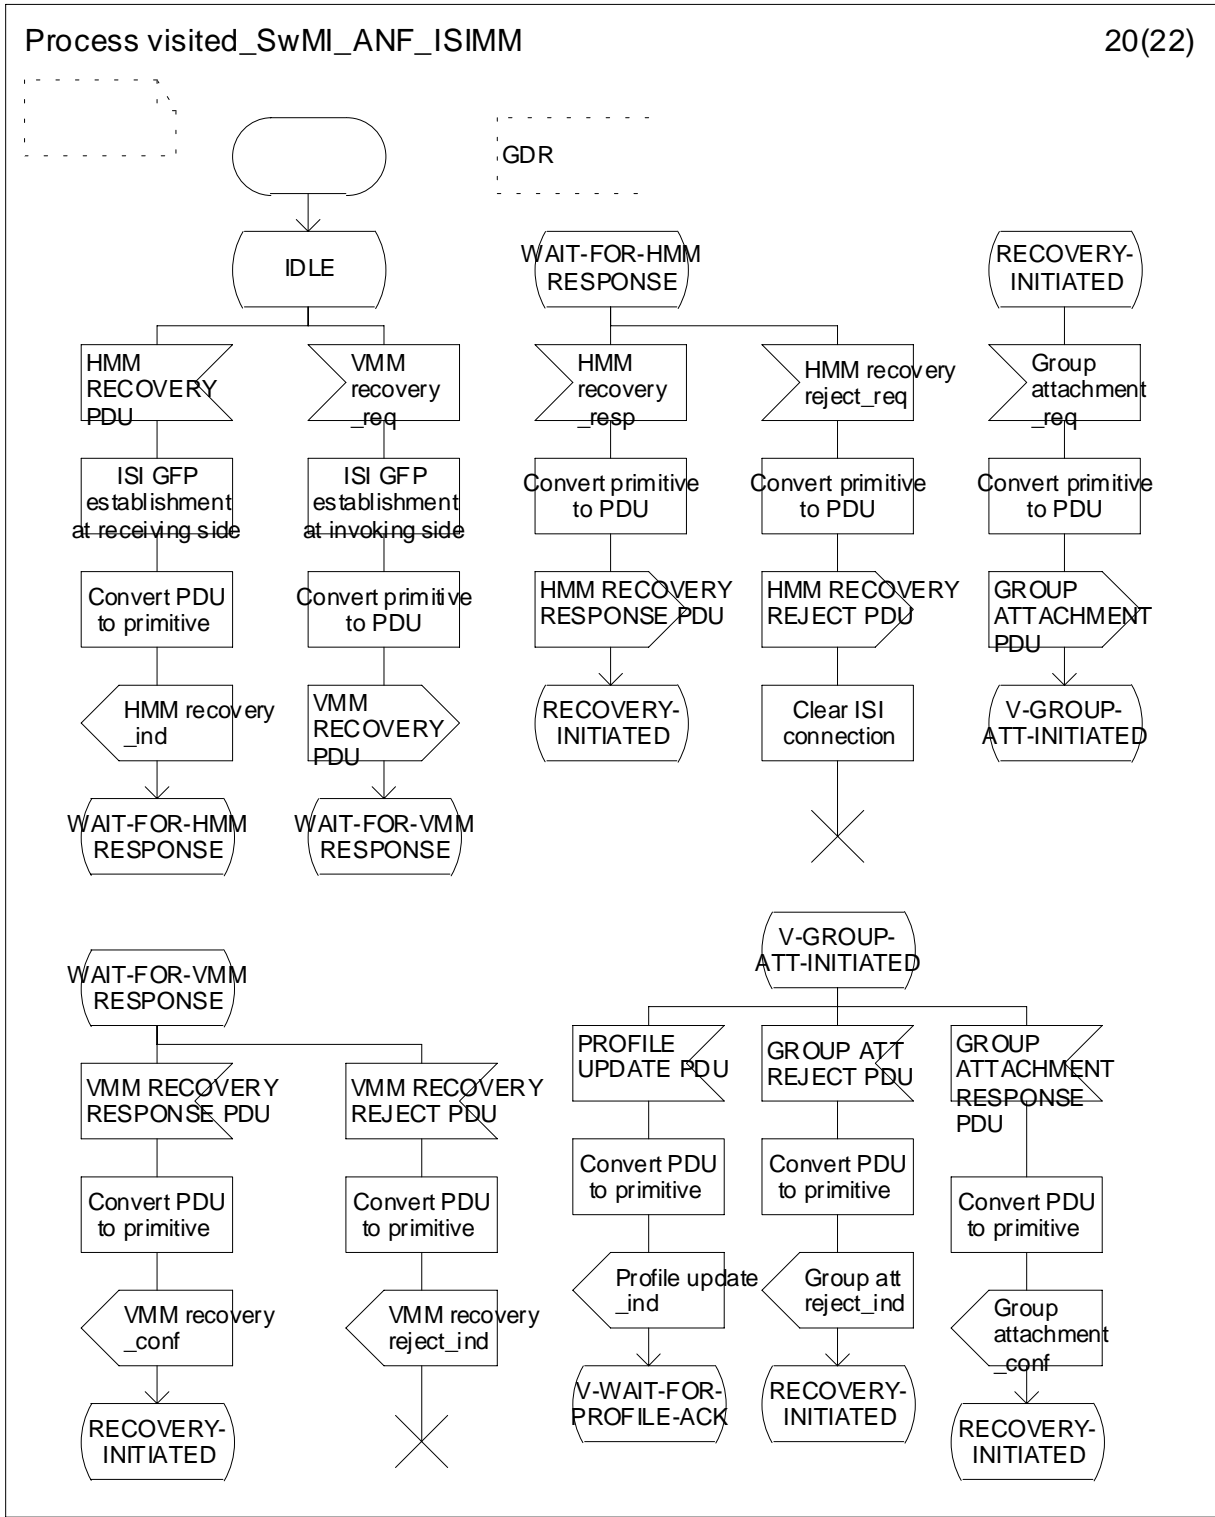 Process visited_SwMI_ANF_ISIMM
20(22)
GDR
IDLE
HMM
RECOVERY
PDU
VMM
recovery
_req
ISI GFP
establishment
at receiving side
ISI GFP
establishment
at invoking side
Convert PDU
to primitive
Convert primitive
to PDU
HMM recovery
_ind
VMM
RECOVERY
PDU
WAIT-FOR-HMM
RESPONSE
WAIT-FOR-VMM
RESPONSE
WAIT-FOR-HMM
RESPONSE
HMM
recovery
_resp
HMM recovery
reject_req
Convert primitive
to PDU
Convert primitive
to PDU
HMM RECOVERY
RESPONSE PDU
HMM RECOVERY
REJECT PDU
RECOVERY-
INITIATED
Clear ISI
connection
RECOVERY-
INITIATED
Group
attachment
_req
Convert primitive
to PDU
GROUP
ATTACHMENT
PDU
V-GROUP-
ATT-INITIATED
WAIT-FOR-VMM
RESPONSE
VMM RECOVERY
RESPONSE PDU
VMM RECOVERY
REJECT PDU
Convert PDU
to primitive
Convert PDU
to primitive
VMM recovery
_conf
VMM recovery
reject_ind
RECOVERY-
INITIATED
V-GROUP-
ATT-INITIATED
PROFILE
UPDATE PDU
GROUP ATT
REJECT PDU
GROUP
ATTACHMENT
RESPONSE
PDU
Convert PDU
to primitive
Convert PDU
to primitive
Convert PDU
to primitive
Profile update
_ind
Group att
reject_ind
Group
attachment
_conf
V-WAIT-FOR-
PROFILE-ACK
RECOVERY-
INITIATED
RECOVERY-
INITIATED